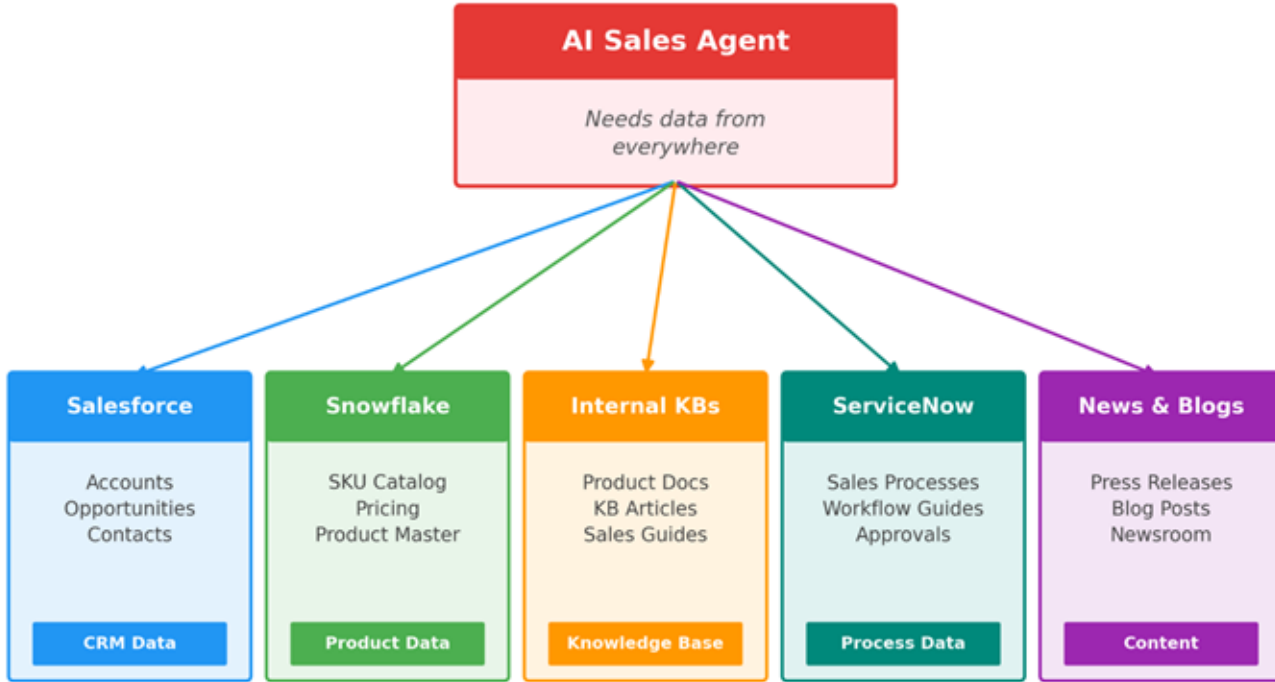 AI Sales Agent
Needs data from
everywhere
Salesforce
Accounts
Opportunities
Contacts
CRM Data
Snowflake
SKU Catalog
Pricing
Product Master
Product Data
Internal KBs
Product Docs
KB Articles
Sales Guides
Knowledge Base
ServiceNow
Sales Processes
Workflow Guides
Approvals
Process Data
News & Blogs
Press Releases
Blog Posts
Newsroom
Content